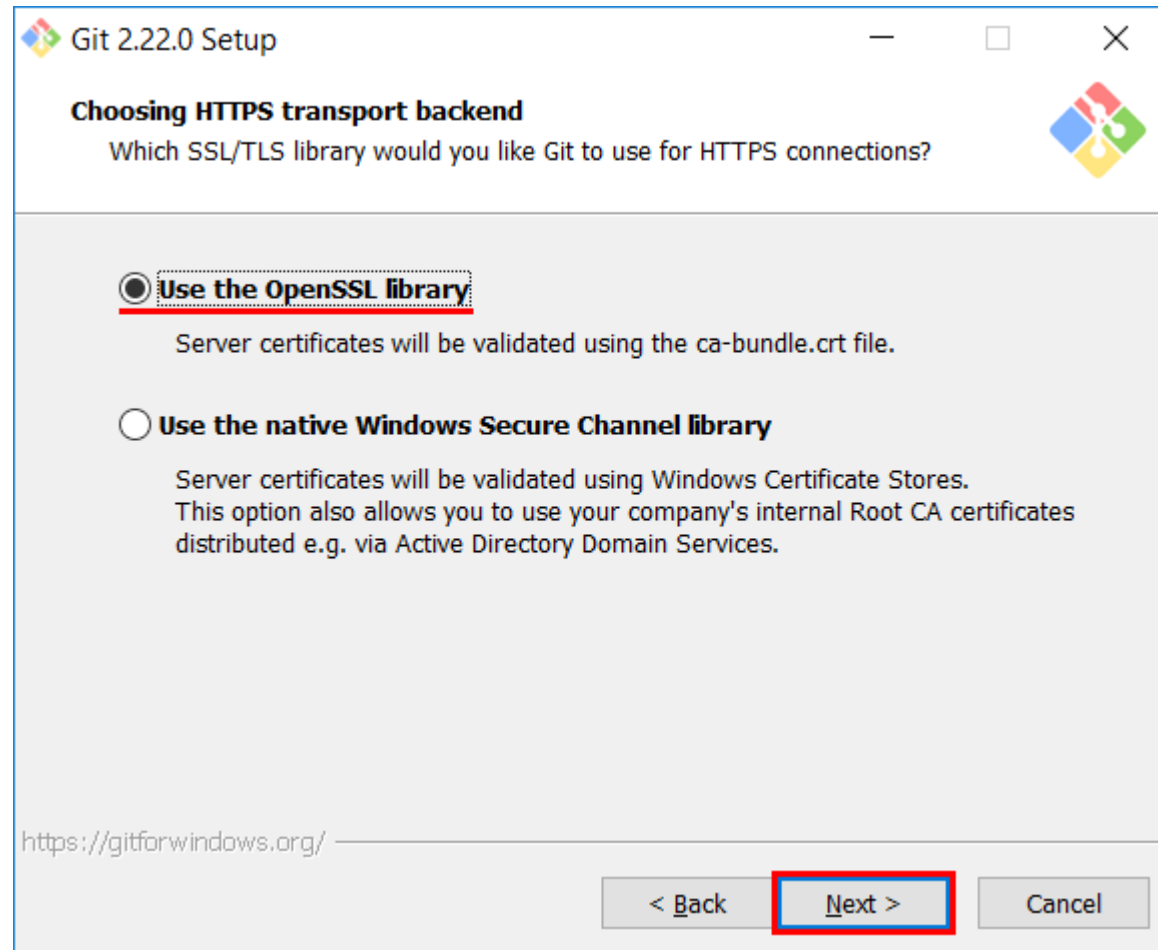 Git 2.22.0 Setup
Choosing HTTPS transport backend
Which SSL/TLS library would you like Git to use for HTTPS connections?
Use the OpenSSL library
Server certificates will be validated using the ca-bundle.crt file.
Use the native Windows Secure Channel library
Server certificates will be validated using Windows Certificate Stores.
This option also allows you to use your company's internal Root CA certificates
distributed e.g. via Active Directory Domain Services.
https://gitforwindows.org/
< Back Next > Cancel